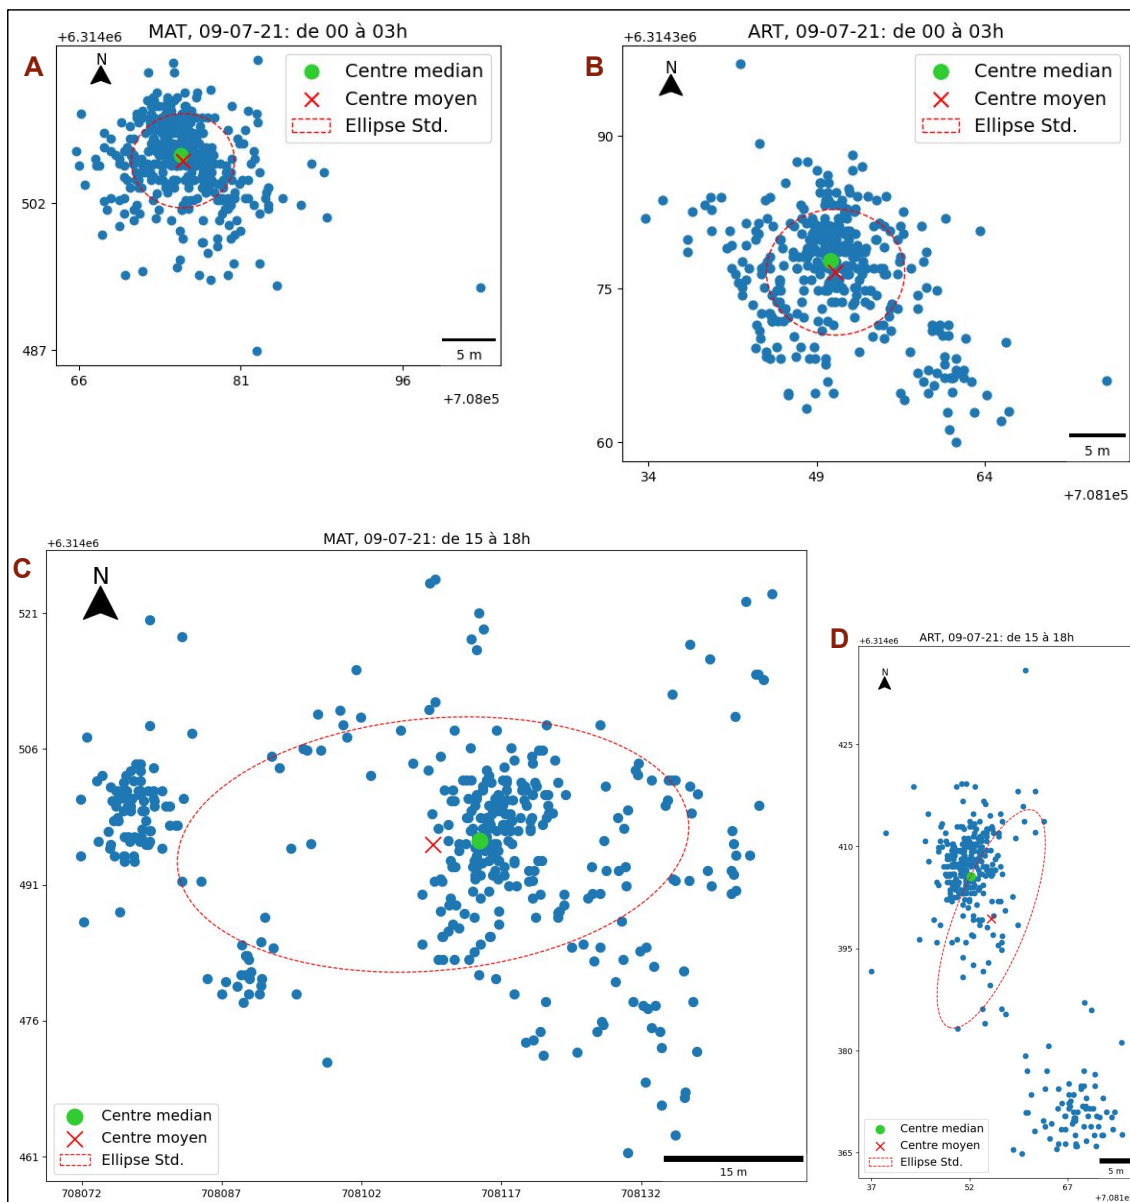 +6.314e6
MAT, 09-07-21: de 00 à 03h
A
N
Centre median
Centre moyen
Ellipse Std.
502
487
5 m
66
81
96
+7.08e5
+6.3143e6
ART, 09-07-21: de 00 à 03h
B
N
Centre median
Centre moyen
Ellipse Std.
90
75
60
5 m
34
49
64
+7.081e5
+6.314e6
MAT, 09-07-21: de 15 à 18h
C
N
521
506
491
476
461
Centre median
Centre moyen
Ellipse Std.
15 m
708072
708087
708102
708117
708132
D
+6.314e6
ART, 09-07-21: de 15 à 18h
N
425
410
395
380
365
Centre median
Centre moyen
Ellipse Std.
5 m
37
52
67